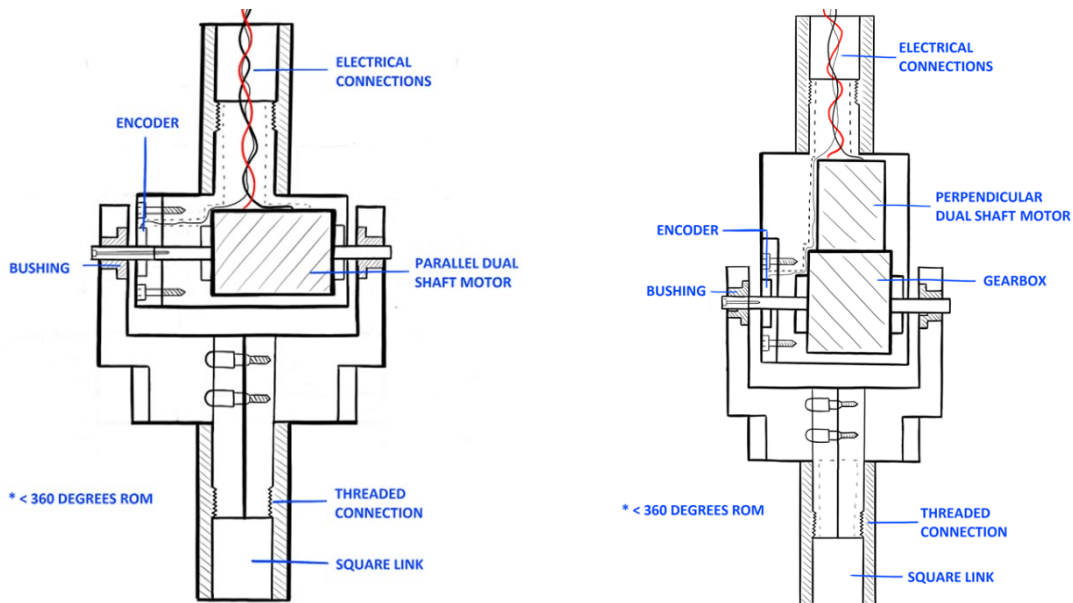 ELECTRICAL
CONNECTIONS
ENCODER
BUSHING
PARALLEL DUAL
SHAFT MOTOR
* < 360 DEGREES ROM
THREADED
CONNECTION
SQUARE LINK
ELECTRICAL
CONNECTIONS
PERPENDICULAR
DUAL SHAFT MOTOR
ENCODER
GEARBOX
BUSHING
* < 360 DEGREES ROM
THREADED
CONNECTION
SQUARE LINK